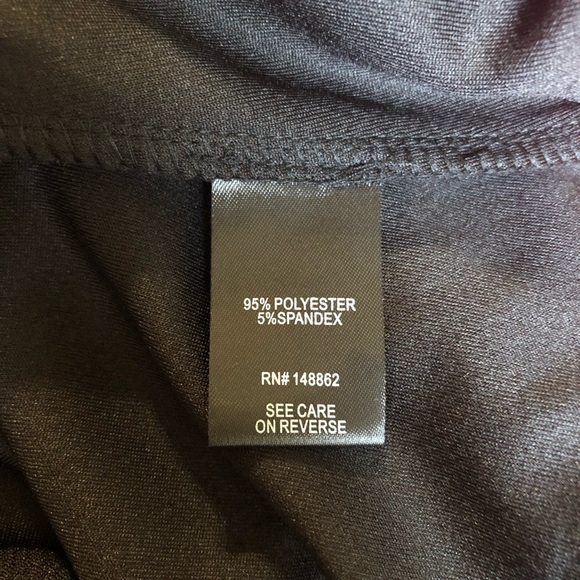 95% POLYESTER
5%SPANDEX
RN# 148862
SEE CARE
ON REVERSE